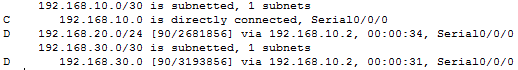 192.168.10.0/30 is subnetted, 1 subnets
C 192.168.10.0 is directly connected, Serial0/0/0
D 192.168.20.0/24 [90/2681856] via 192.168.10.2, 00:00:34, Serial0/0/0
192.168.30.0/30 is subnetted, 1 subnets
D 192.168.30.0 [90/3193856] via 192.168.10.2, 00:00:31, Serial0/0/0